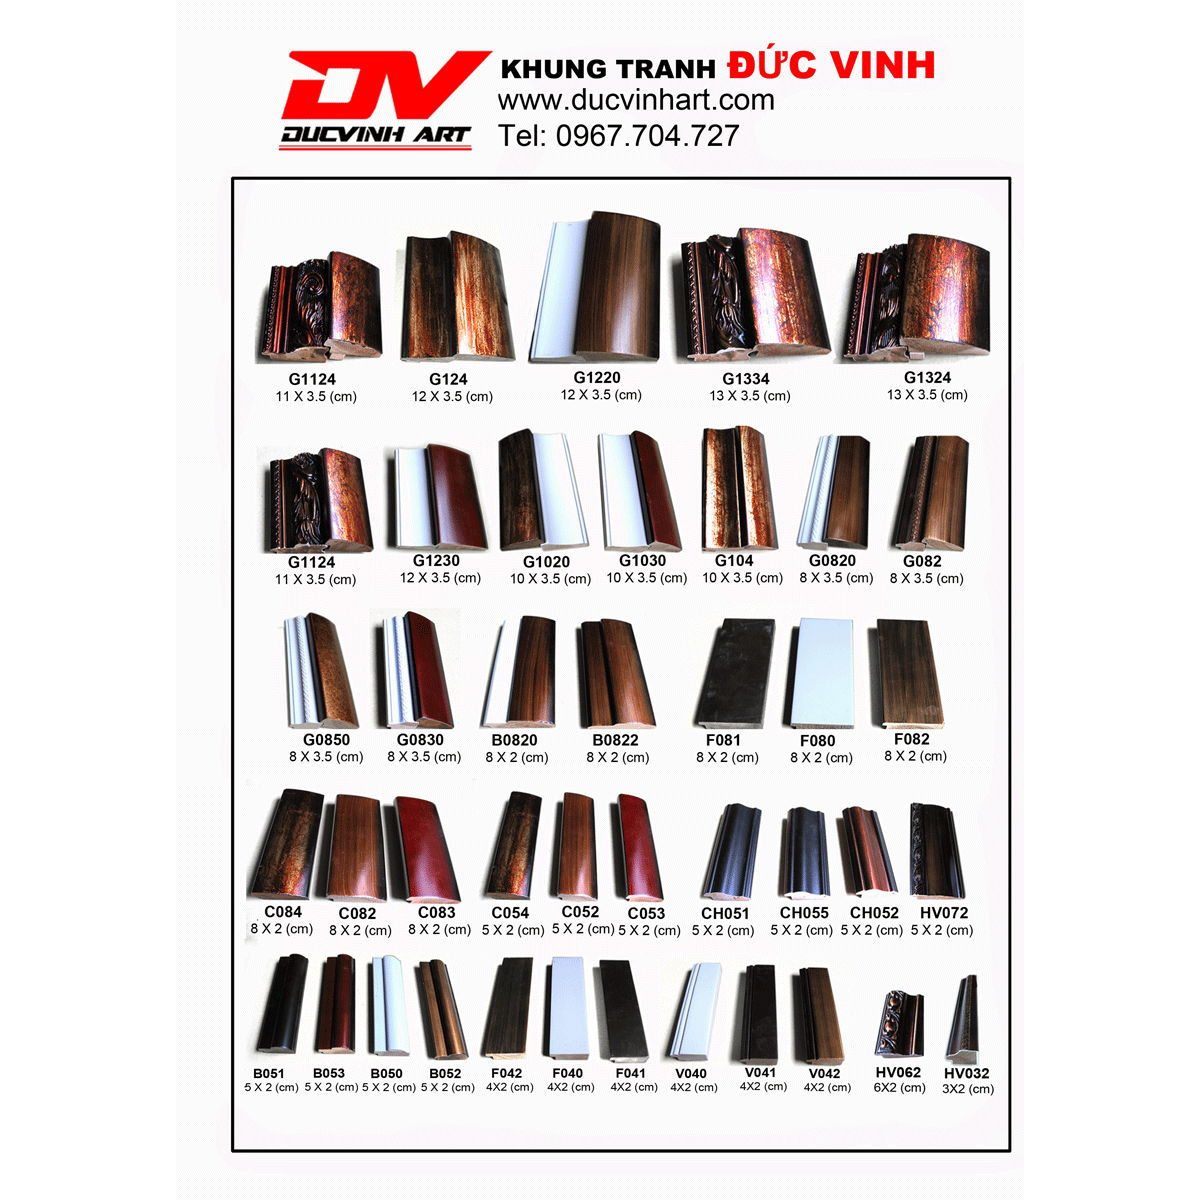 DV
DUCVINH ART
KHUNG TRANH ĐỨC VINH
www.ducvinhart.com
Tel: 0967.704.727
G1124 G124 G1220 G1334 G1324
11 X 3.5 (cm) 12 X 3.5 (cm) 12 X 3.5 (cm) 13 X 3.5 (cm) 13 X 3.5 (cm)
G1124 G1230 G1020 G1030 G104 G0820 G082
11 X 3.5 (cm) 12 X 3.5 (cm) 10 X 3.5 (cm) 10 X 3.5 (cm) 10 X 3.5 (cm) 8 X 3.5 (cm) 8 X 3.5 (cm)
G0850 G0830 B0820 B0822 F081 F080 F082
8 X 3.5 (cm) 8 X 3.5 (cm) 8 X 2 (cm) 8 X 2 (cm) 8 X 2 (cm) 8 X 2 (cm) 8 X 2 (cm)
C084 C082 C083 C054 C052 C053 CH051 CH055 CH052 HV072
8 X 2 (cm) 8 X 2 (cm) 8 X 2 (cm) 5 X 2 (cm) 5 X 2 (cm) 5 X 2 (cm) 5 X 2 (cm) 5 X 2 (cm) 5 X 2 (cm) 5 X 2 (cm)
B051 B053 B050 B052 F042 F040 F041 V040 V041 V042 HV062 HV032
5 X 2 (cm) 5 X 2 (cm) 5 X 2 (cm) 5 X 2 (cm) 4X2 (cm) 4X2 (cm) 4X2 (cm) 4X2 (cm) 4X2 (cm) 4X2 (cm) 6X2 (cm) 3X2 (cm)